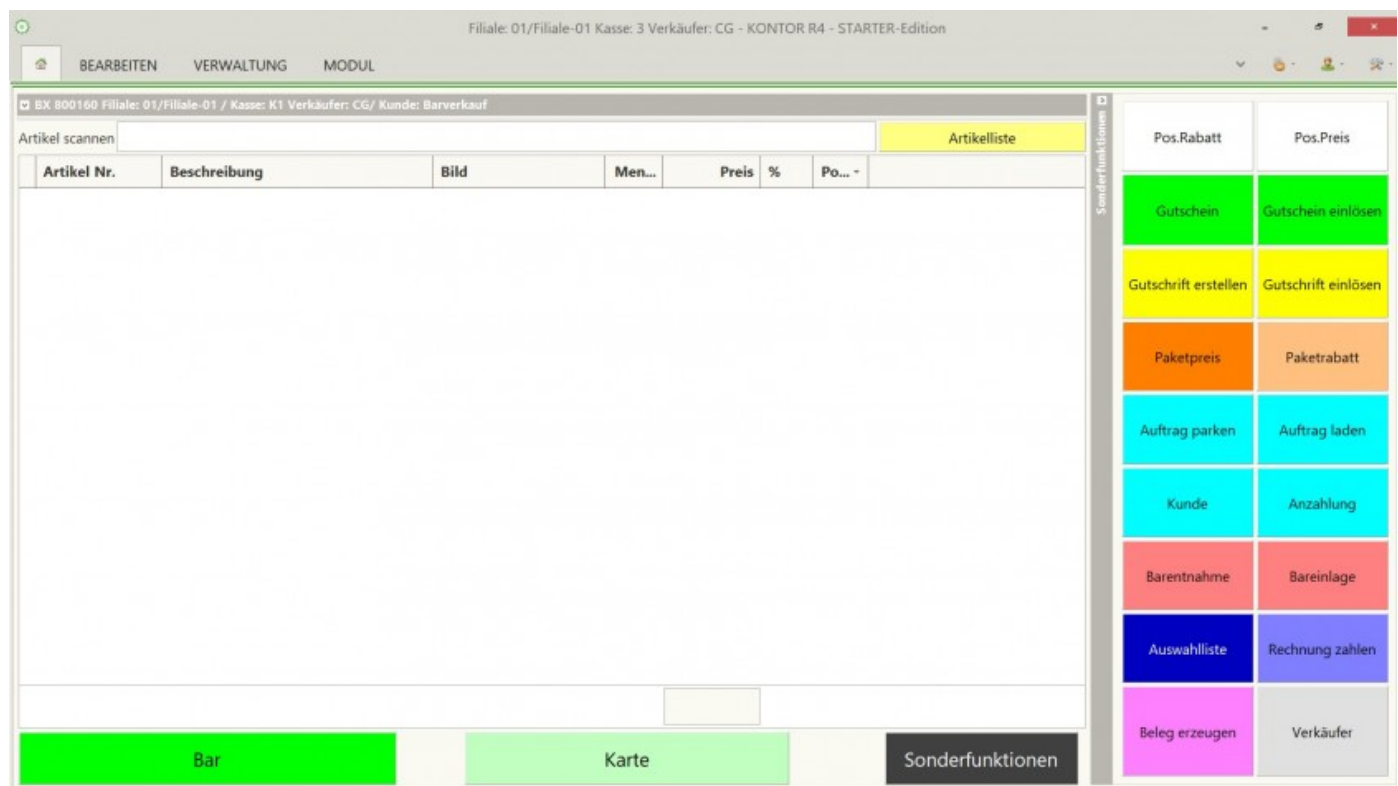 Filiale: 01/Filiale-01 Kasse: 3 Verkäufer: CG - KONTOR R4 - STARTER-Edition
BEARBEITEN VERWALTUNG MODUL
BX 800160 Filiale: 01/Filiale-01 / Kasse: K1 Verkäufer: CG/ Kunde: Barverkauf
Artikel scannen Artikelliste
Artikel Nr. Beschreibung Bild Men... Preis % Po...
Bar Karte Sonderfunktionen
Sonderfunktionen
Pos.Rabatt Pos.Preis
Gutschein Gutschein einlösen
Gutschrift erstellen Gutschrift einlösen
Paketpreis Paketrabatt
Auftrag parken Auftrag laden
Kunde Anzahlung
Barentnahme Bareinlage
Auswahlliste Rechnung zahlen
Beleg erzeugen Verkäufer